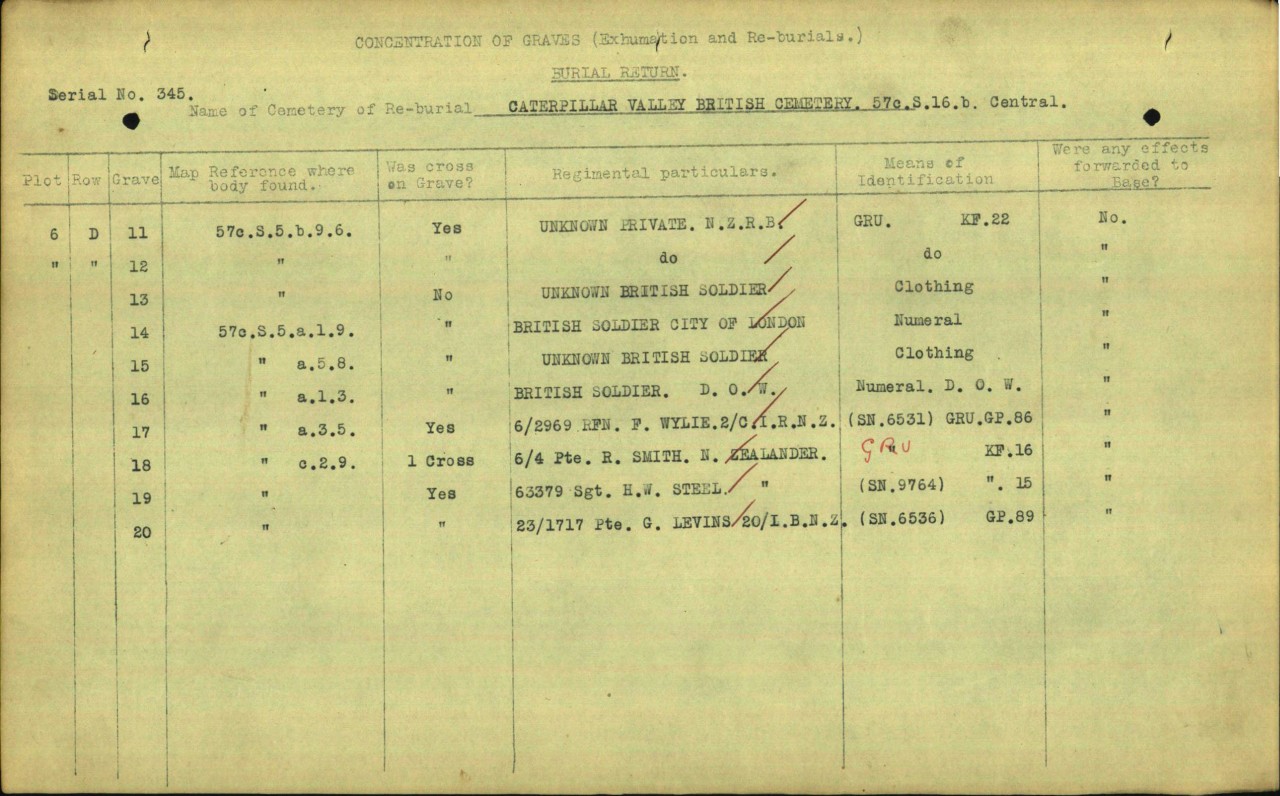 CONCENTRATION OF GRAVES (Exhumation and Re-burials.)
BURIAL RETURN.
Serial No. 345.
Name of Cemetery of Re-burial CATERPILLAR VALLEY BRITISH CEMETERY. 57c.S.16.b. Central.
Plot Row Grave Map Reference where body found. Was cross on Grave? Regimental particulars. Means of Identification Were any effects forwarded to Base?
6 D 11 57c.S.5.b.9.6. Yes UNKNOWN PRIVATE. N.Z.R.B. GRU. KF.22 No.
" " 12 " " do do "
13 " No UNKNOWN BRITISH SOLDIER Clothing "
14 57c.S.5.a.1.9. " BRITISH SOLDIER CITY OF LONDON Numeral "
15 " a.5.8. " UNKNOWN BRITISH SOLDIER Clothing "
16 " a.1.3. " BRITISH SOLDIER. D. O. W. Numeral. D. O. W. "
17 " a.3.5. Yes 6/2969 RFN. F. WYLIE.2/C.I.R.N.Z. (SN.6531) GRU.GP.86 "
18 " c.2.9. 1 Cross 6/4 Pte. R. SMITH. N. ZEALANDER. " GRU KF.16 "
19 " Yes 63379 Sgt. H.W. STEEL. " (SN.9764) ". 15 "
20 " " 23/1717 Pte. G. LEVINS 20/I.B.N.Z. (SN.6536) GP.89 "